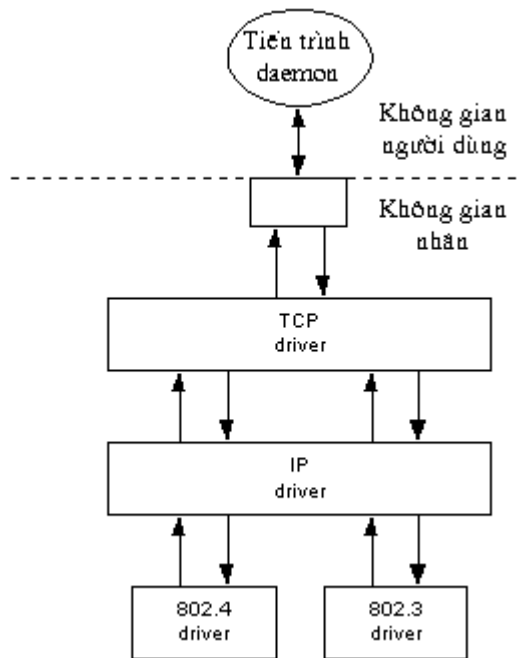 Tiến trình
daemon
Không gian
người dùng
Không gian
nhân
TCP
driver
IP
driver
802.4
driver
802.3
driver